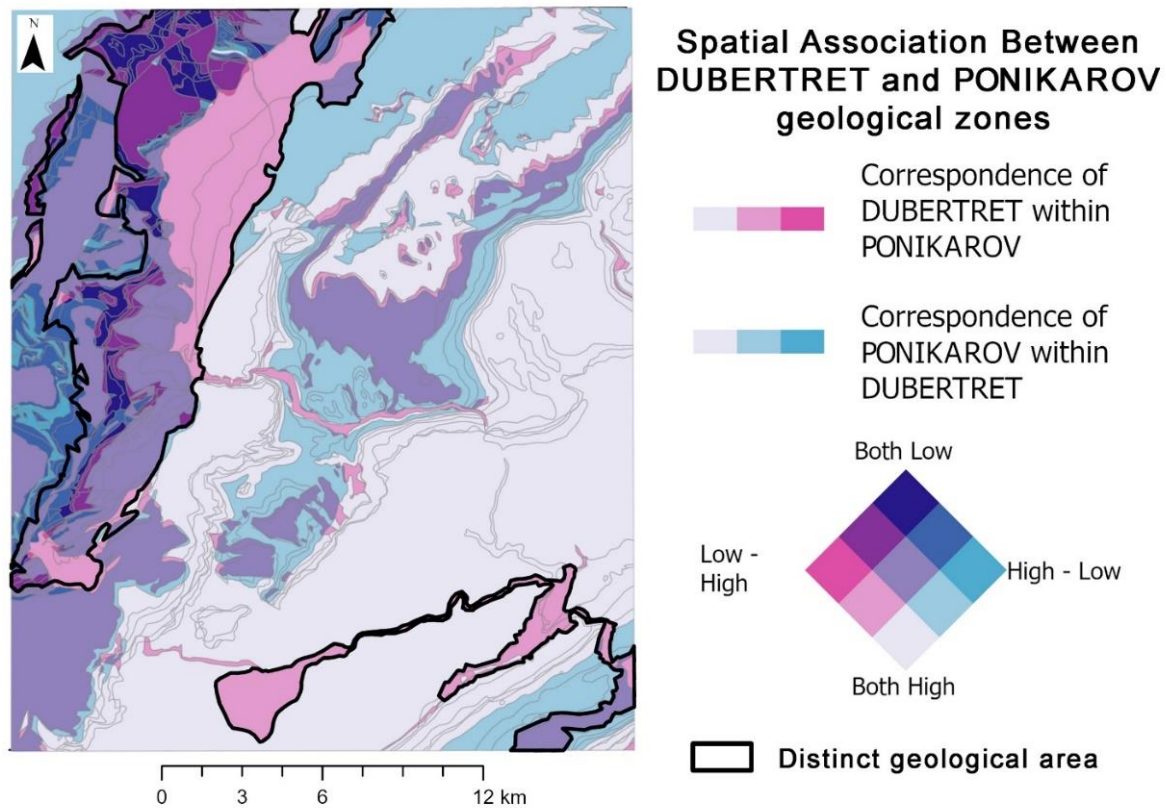 N
Spatial Association Between
DUBERTRET and PONIKAROV
geological zones
Correspondence of
DUBERTRET within
PONIKAROV
Correspondence of
PONIKAROV within
DUBERTRET
Both Low
Low -
High
High - Low
Both High
Distinct geological area
0 3 6 12 km